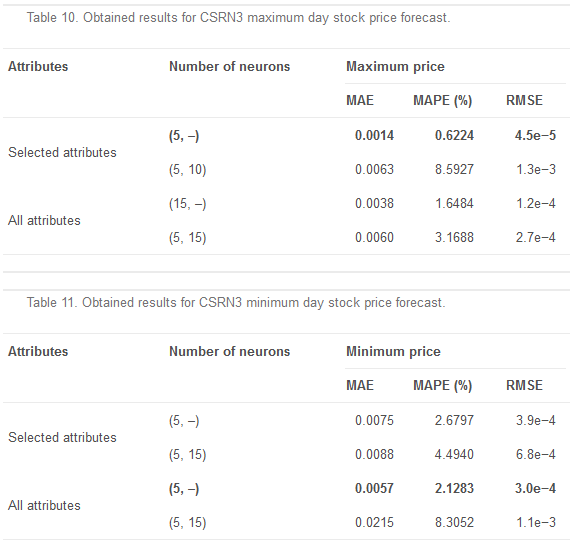 Table 10. Obtained results for CSRN3 maximum day stock price forecast.
Attributes Number of neurons Maximum price
MAE MAPE (%) RMSE
Selected attributes
(5, –) 0.0014 0.6224 4.5e−5
(5, 10) 0.0063 8.5927 1.3e−3
All attributes
(15, –) 0.0038 1.6484 1.2e−4
(5, 15) 0.0060 3.1688 2.7e−4
Table 11. Obtained results for CSRN3 minimum day stock price forecast.
Attributes Number of neurons Minimum price
MAE MAPE (%) RMSE
Selected attributes
(5, –) 0.0075 2.6797 3.9e−4
(5, 15) 0.0088 4.4940 6.8e−4
All attributes
(5, –) 0.0057 2.1283 3.0e−4
(5, 15) 0.0215 8.3052 1.1e−3